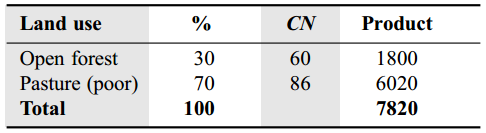 Land use % CN Product
Open forest 30 60 1800
Pasture (poor) 70 86 6020
Total 100 7820